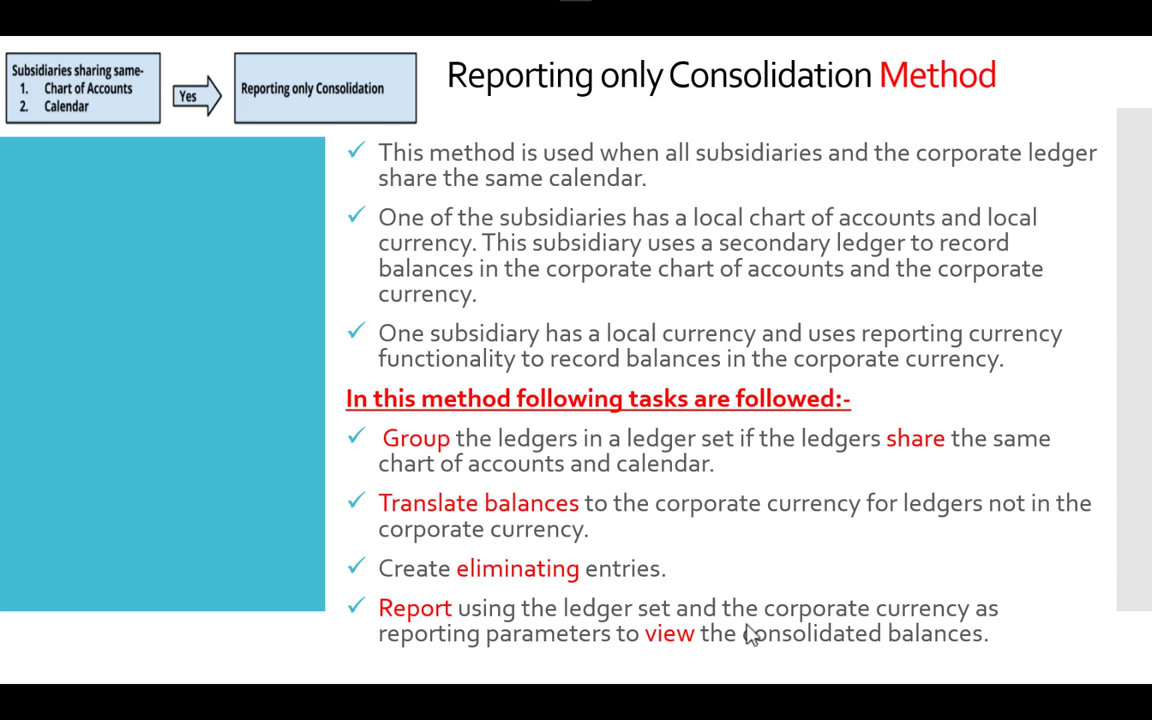 Subsidiaries sharing same-
1. Chart of Accounts
2. Calendar
Yes
Reporting only Consolidation
Reporting only Consolidation Method
This method is used when all subsidiaries and the corporate ledger
share the same calendar.
One of the subsidiaries has a local chart of accounts and local
currency. This subsidiary uses a secondary ledger to record
balances in the corporate chart of accounts and the corporate
currency.
One subsidiary has a local currency and uses reporting currency
functionality to record balances in the corporate currency.
In this method following tasks are followed:-
Group the ledgers in a ledger set if the ledgers share the same
chart of accounts and calendar.
Translate balances to the corporate currency for ledgers not in the
corporate currency.
Create eliminating entries.
Report using the ledger set and the corporate currency as
reporting parameters to view the consolidated balances.